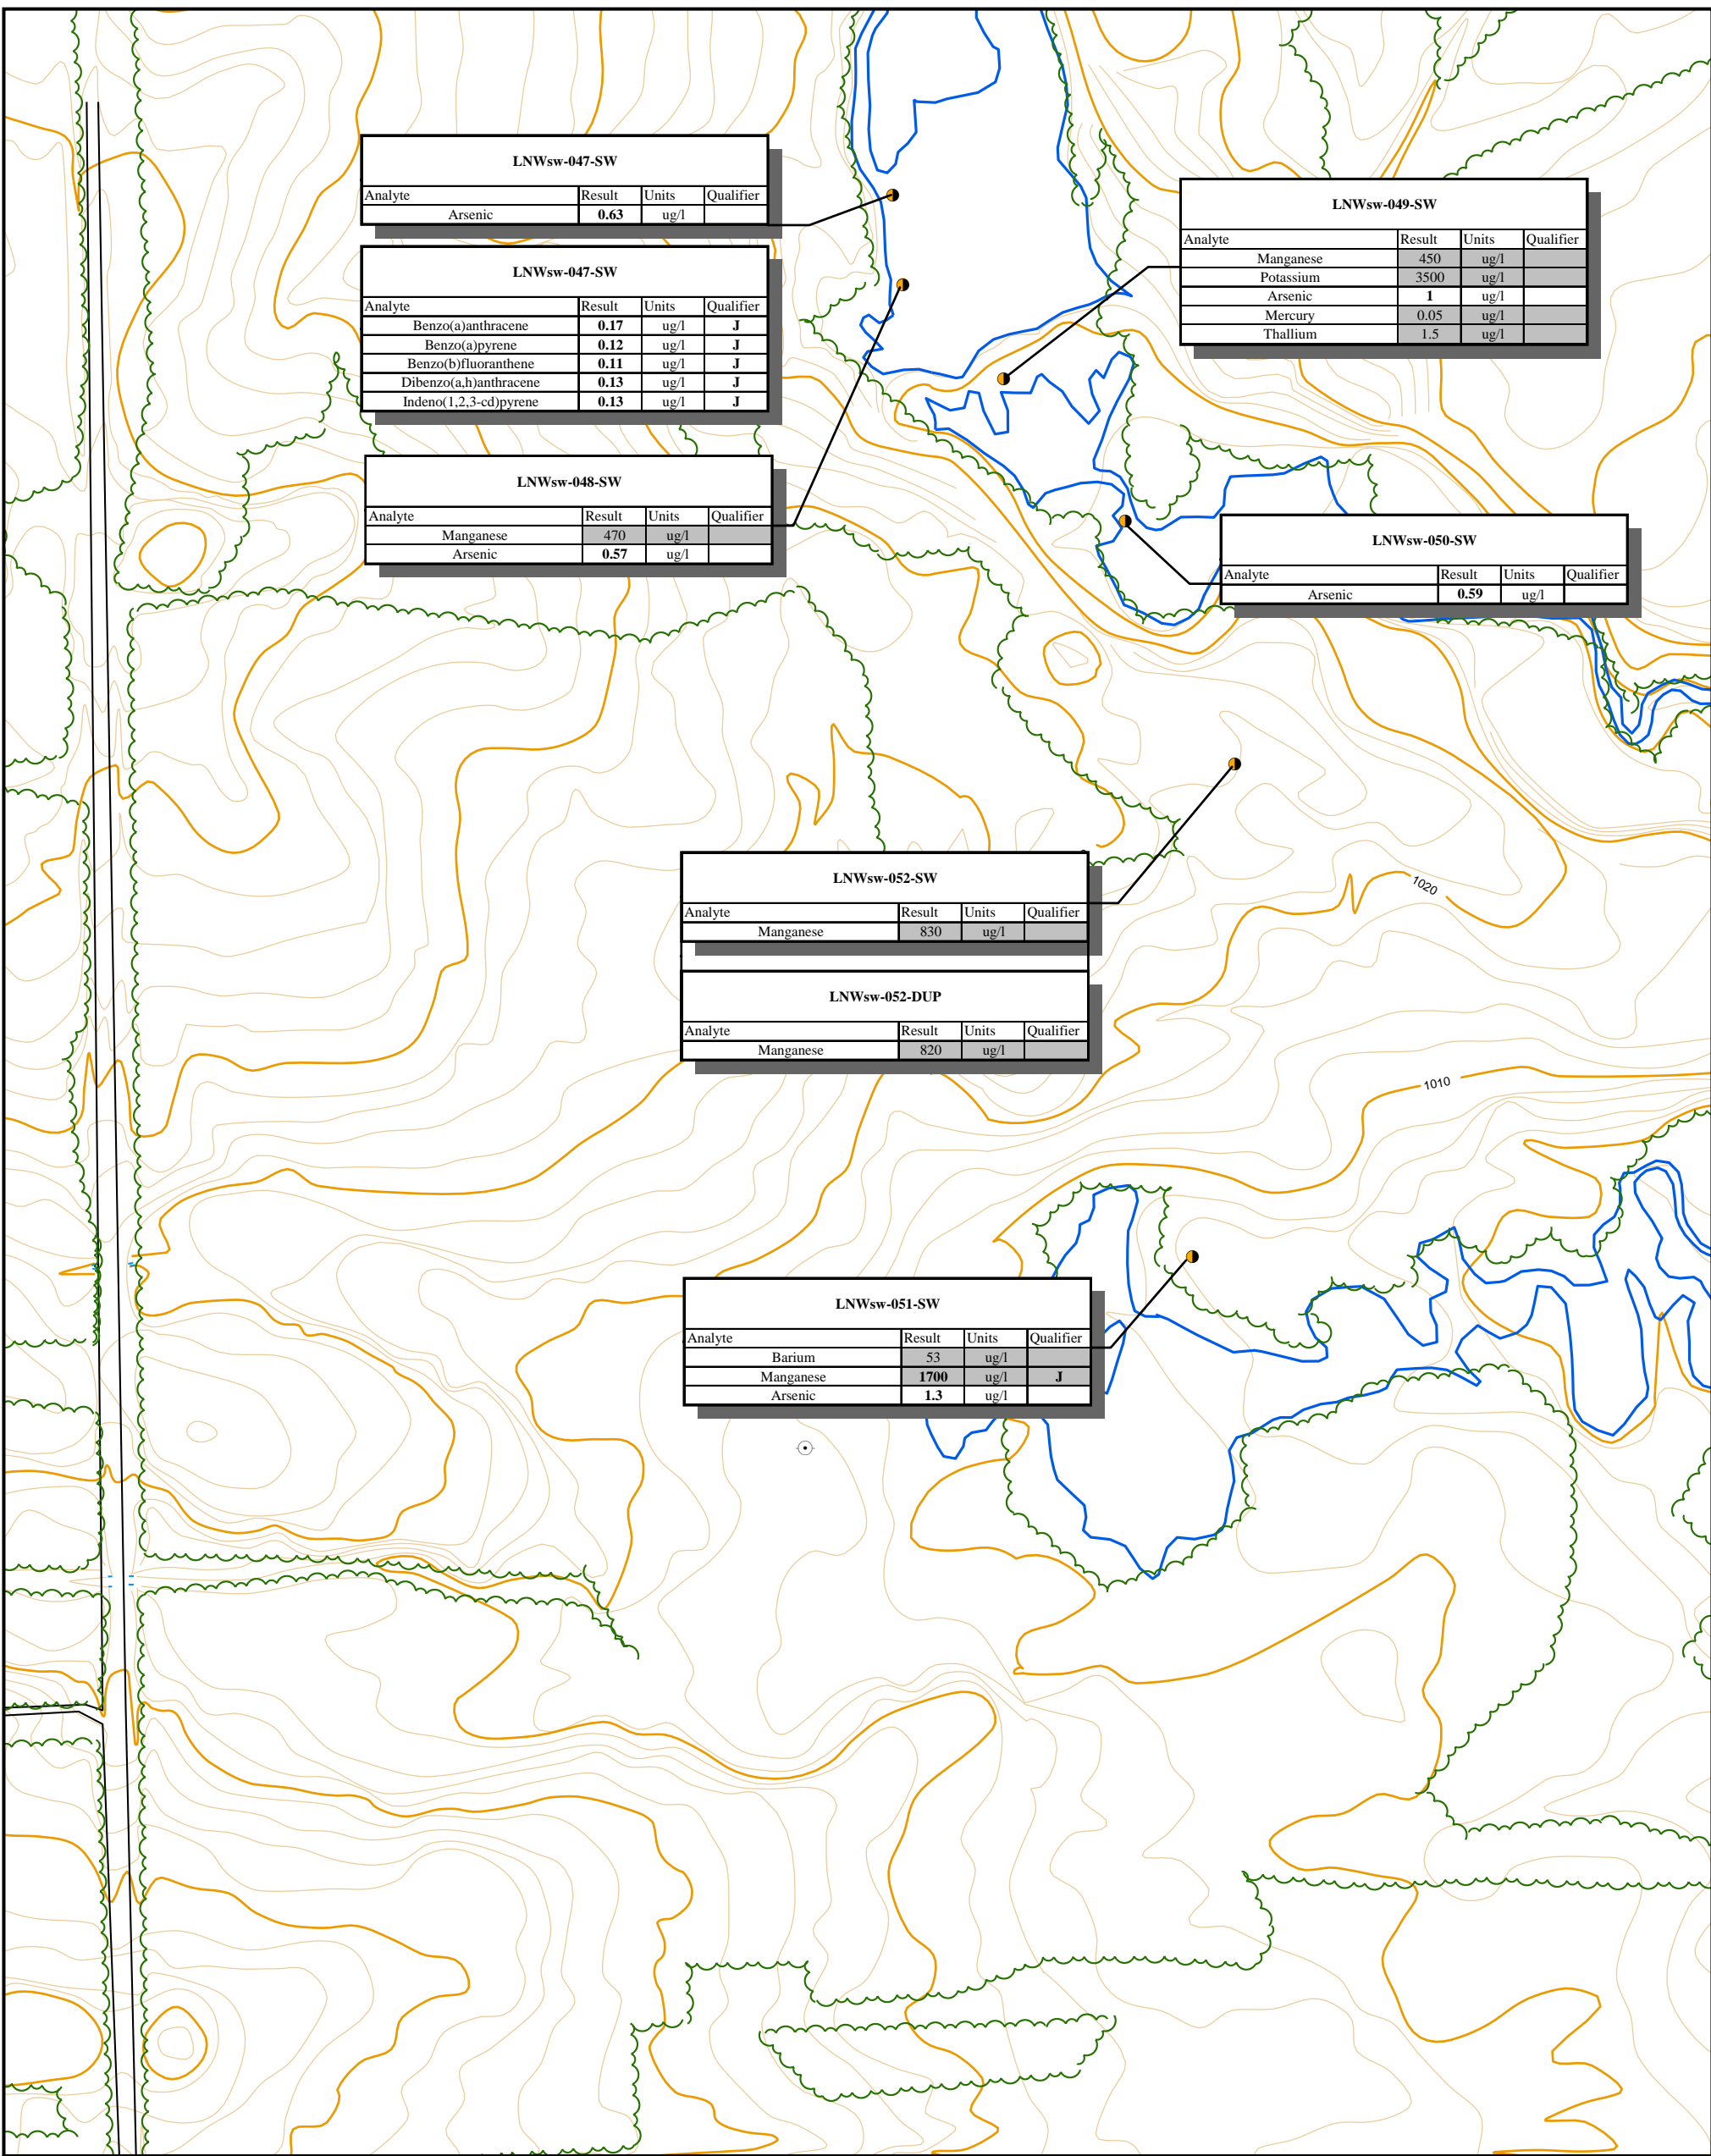 LNWsw-047-SW
Analyte Result Units Qualifier
Arsenic 0.63 ug/l
LNWsw-047-SW
Analyte Result Units Qualifier
Benzo(a)anthracene 0.17 ug/l J
Benzo(a)pyrene 0.12 ug/l J
Benzo(b)fluoranthene 0.11 ug/l J
Dibenzo(a,h)anthracene 0.13 ug/l J
Indeno(1,2,3-cd)pyrene 0.13 ug/l J
LNWsw-049-SW
Analyte Result Units Qualifier
Manganese 450 ug/l
Potassium 3500 ug/l
Arsenic 1 ug/l
Mercury 0.05 ug/l
Thallium 1.5 ug/l
LNWsw-048-SW
Analyte Result Units Qualifier
Manganese 470 ug/l
Arsenic 0.57 ug/l
LNWsw-050-SW
Analyte Result Units Qualifier
Arsenic 0.59 ug/l
LNWsw-052-SW
Analyte Result Units Qualifier
Manganese 830 ug/l
1020
LNWsw-052-DUP
Analyte Result Units Qualifier
Manganese 820 ug/l
1010
LNWsw-051-SW
Analyte Result Units Qualifier
Barium 53 ug/l
Manganese 1700 ug/l J
Arsenic 1.3 ug/l